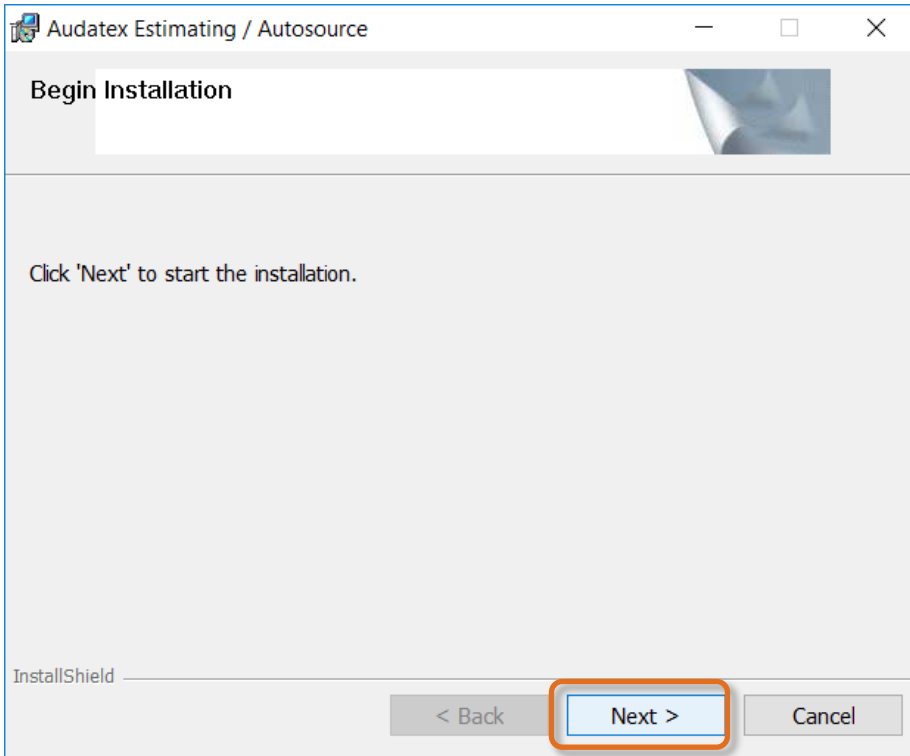 Audatex Estimating / Autosource
Begin Installation
Click 'Next' to start the installation.
InstallShield
< Back Next > Cancel